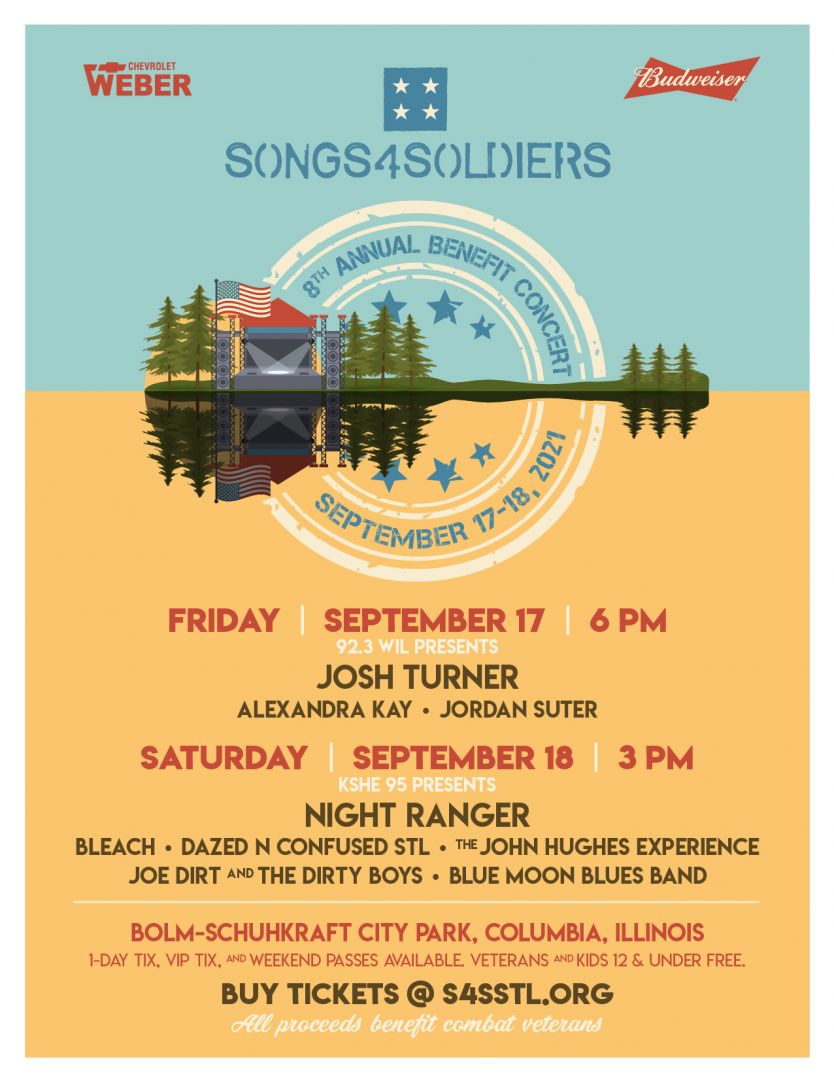 CHEVROLET
WEBER
Budweiser
SONGS4SOLDIERS
8TH ANNUAL BENEFIT CONCERT
SEPTEMBER 17-18, 2021
FRIDAY | SEPTEMBER 17 | 6 PM
92.3 WIL PRESENTS
JOSH TURNER
ALEXANDRA KAY • JORDAN SUTER
SATURDAY | SEPTEMBER 18 | 3 PM
KSHE 95 PRESENTS
NIGHT RANGER
BLEACH • DAZED N CONFUSED STL • THE JOHN HUGHES EXPERIENCE
JOE DIRT AND THE DIRTY BOYS • BLUE MOON BLUES BAND
BOLM-SCHUHKRAFT CITY PARK, COLUMBIA, ILLINOIS
1-DAY TIX, VIP TIX, AND WEEKEND PASSES AVAILABLE. VETERANS AND KIDS 12 & UNDER FREE.
BUY TICKETS @ S4SSTL.ORG
All proceeds benefit combat veterans